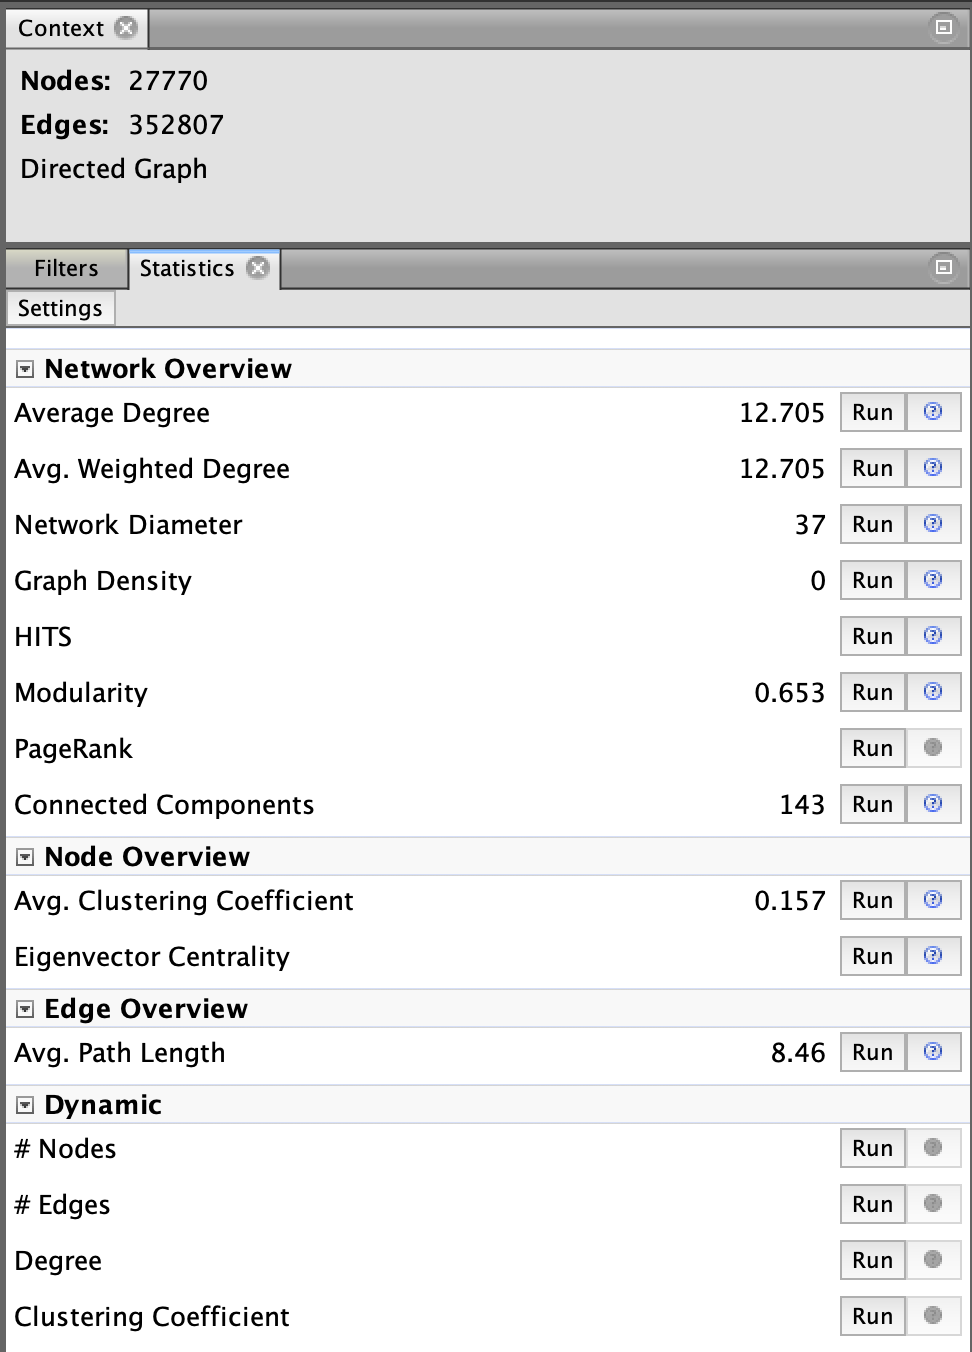 Context
Nodes: 27770
Edges: 352807
Directed Graph
Filters Statistics
Settings
Network Overview
Average Degree 12.705 Run ?
Avg. Weighted Degree 12.705 Run ?
Network Diameter 37 Run ?
Graph Density 0 Run ?
HITS Run ?
Modularity 0.653 Run ?
PageRank Run ?
Connected Components 143 Run ?
Node Overview
Avg. Clustering Coefficient 0.157 Run ?
Eigenvector Centrality Run ?
Edge Overview
Avg. Path Length 8.46 Run ?
Dynamic
# Nodes Run ?
# Edges Run ?
Degree Run ?
Clustering Coefficient Run ?